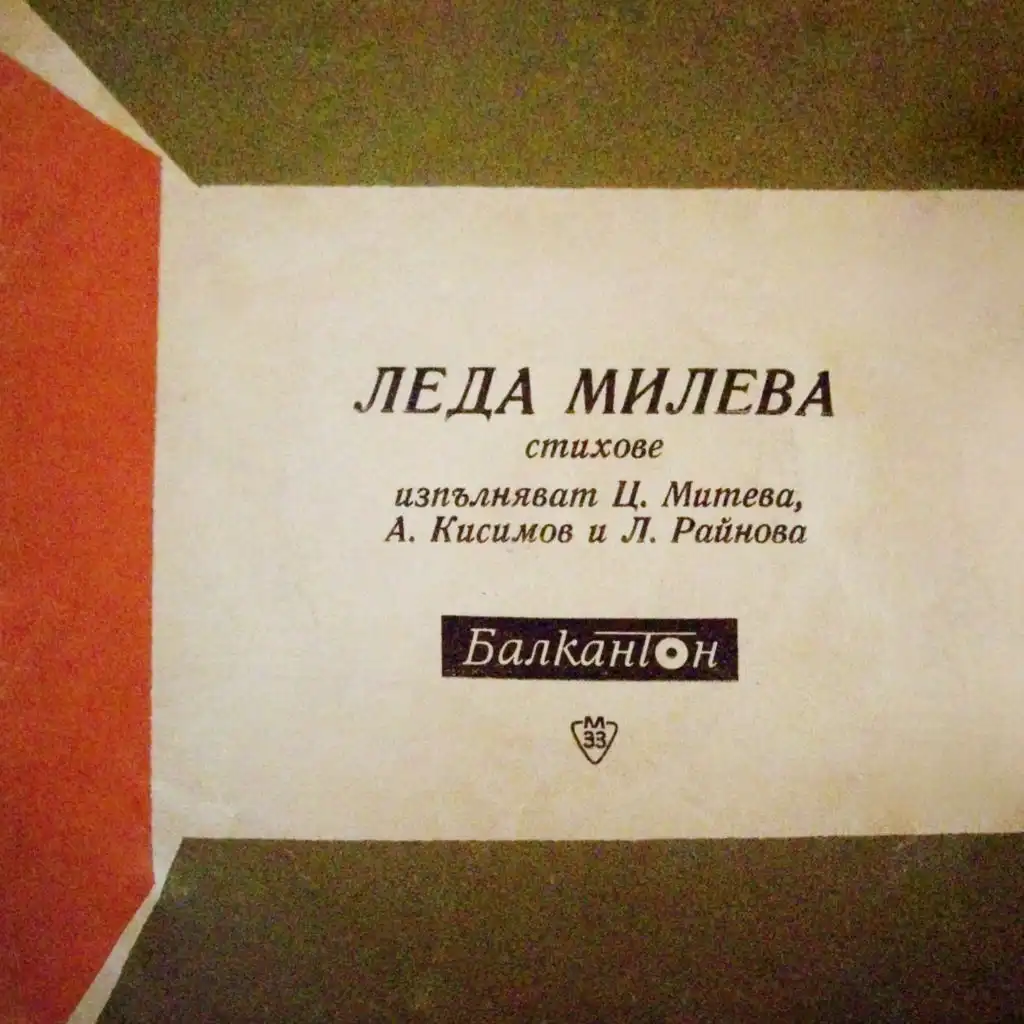 ЛЕДА МИЛЕВА
стихове
изпълняват Ц. Митева,
А. Кисимов и Л. Райнова
Балкантон
М
33